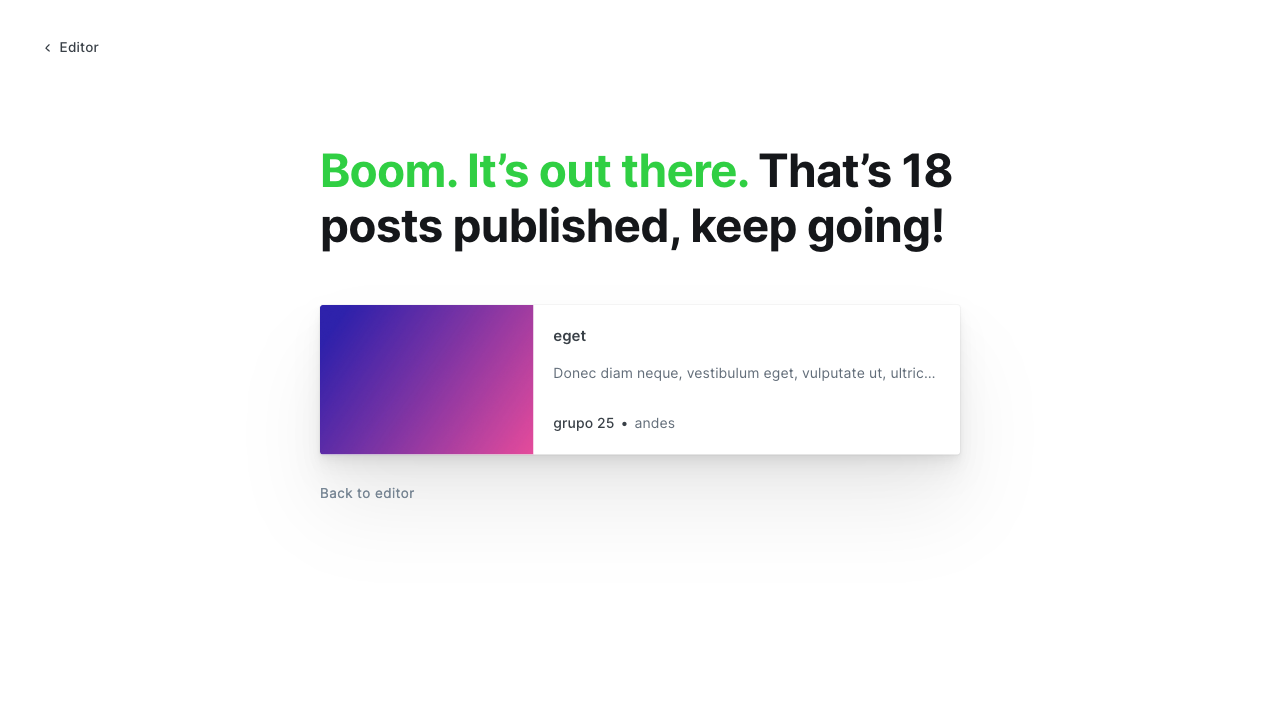 Editor
Boom. It’s out there. That’s 18
posts published, keep going!
eget
Donec diam neque, vestibulum eget, vulputate ut, ultric...
grupo 25 • andes
Back to editor